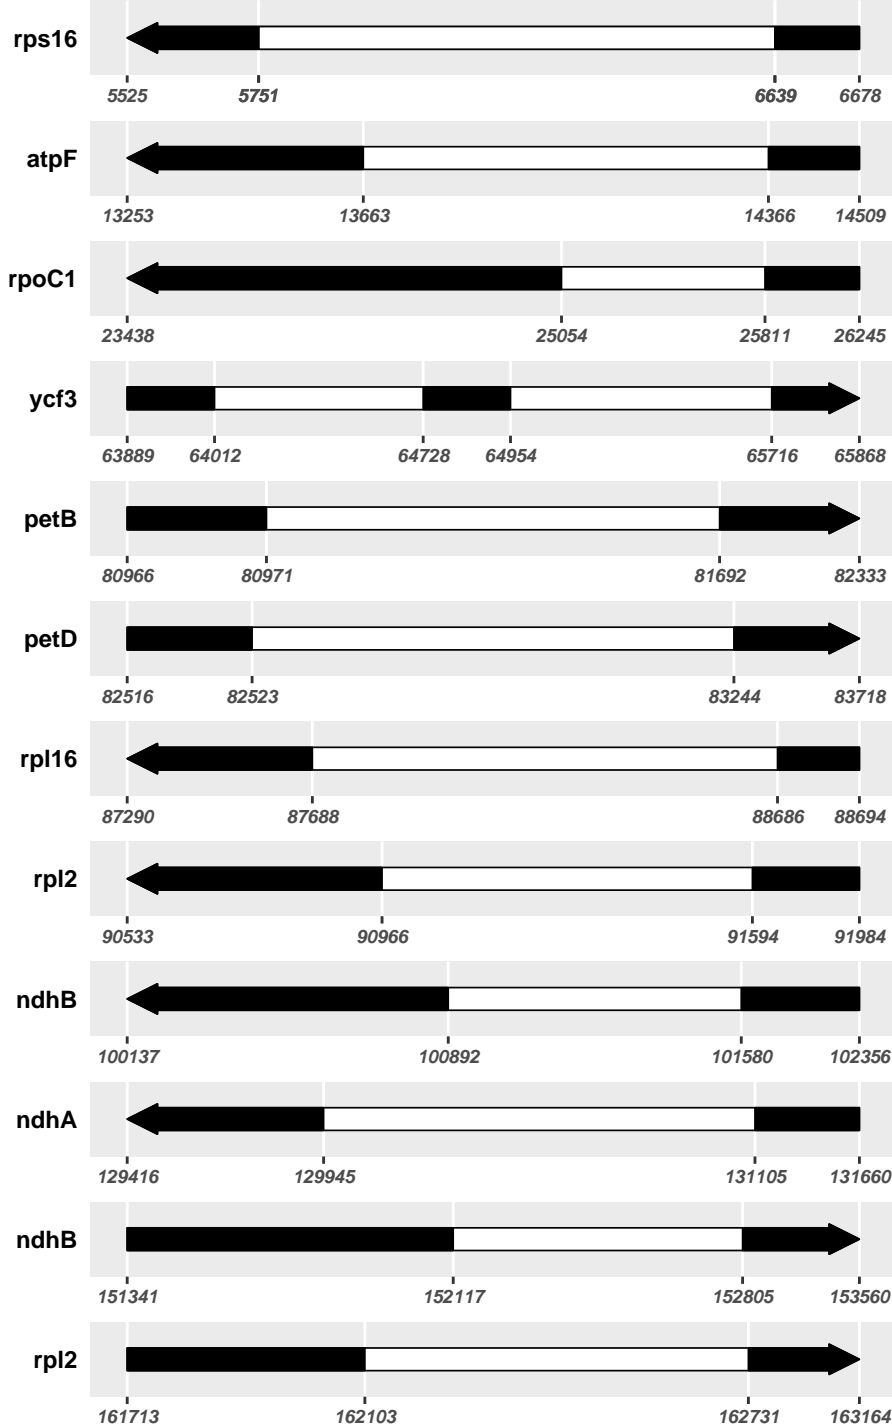 rps16
5525 5751 6639 6678
atpF
13253 13663 14366 14509
rpoC1
23438 25054 25811 26245
ycf3
63889 64012 64728 64954 65716 65868
petB
80966 80971 81692 82333
petD
82516 82523 83244 83718
rpl16
87290 87688 88686 88694
rpl2
90533 90966 91594 91984
ndhB
100137 100892 101580 102356
ndhA
129416 129945 131105 131660
ndhB
151341 152117 152805 153560
rpl2
161713 162103 162731 163164